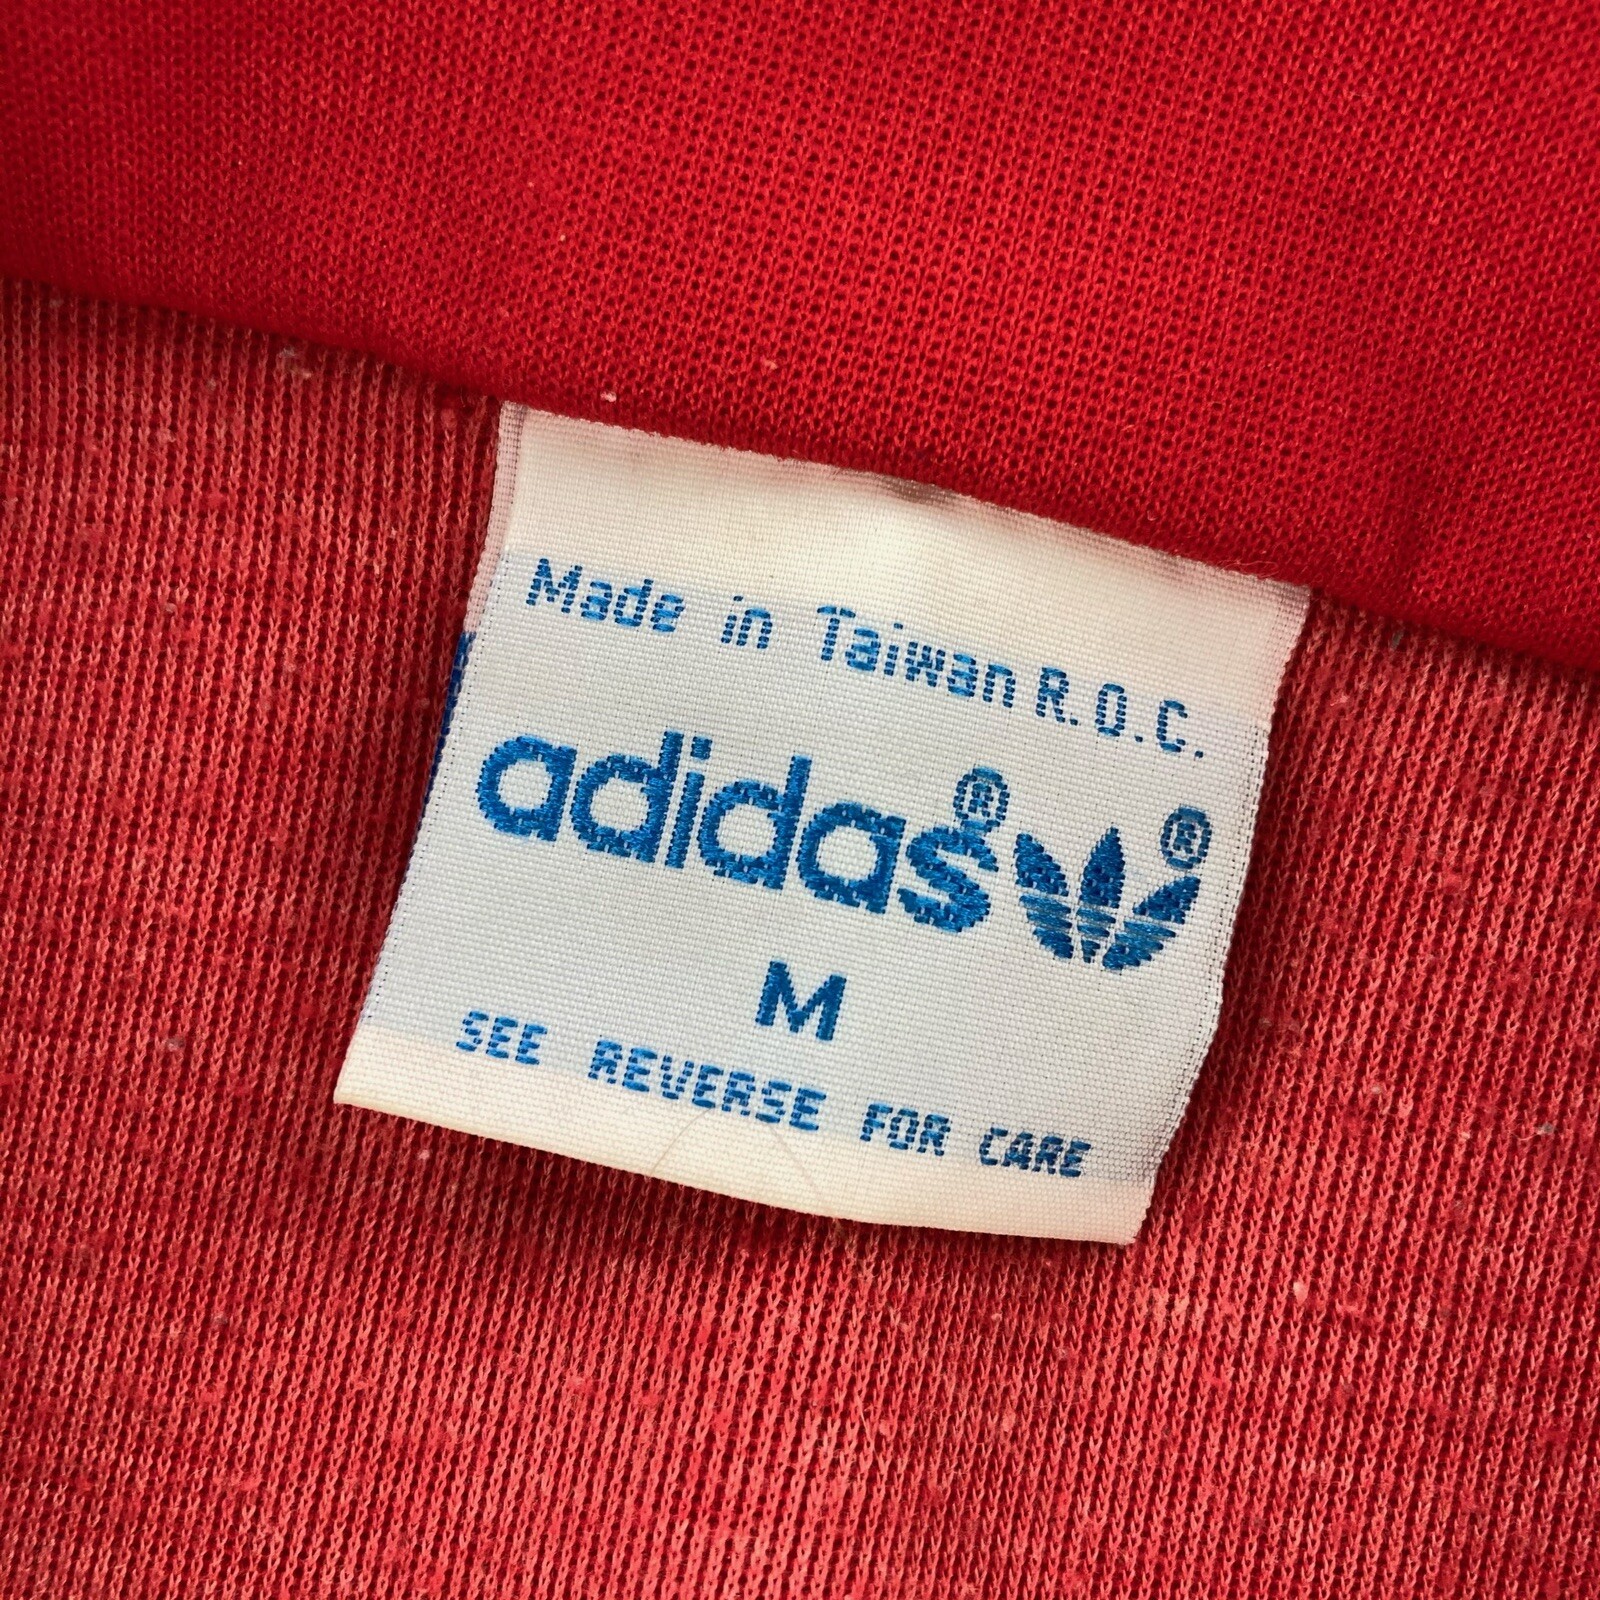 Made in Taiwan R.O.C.
adidas® ®
M
SEE REVERSE FOR CARE